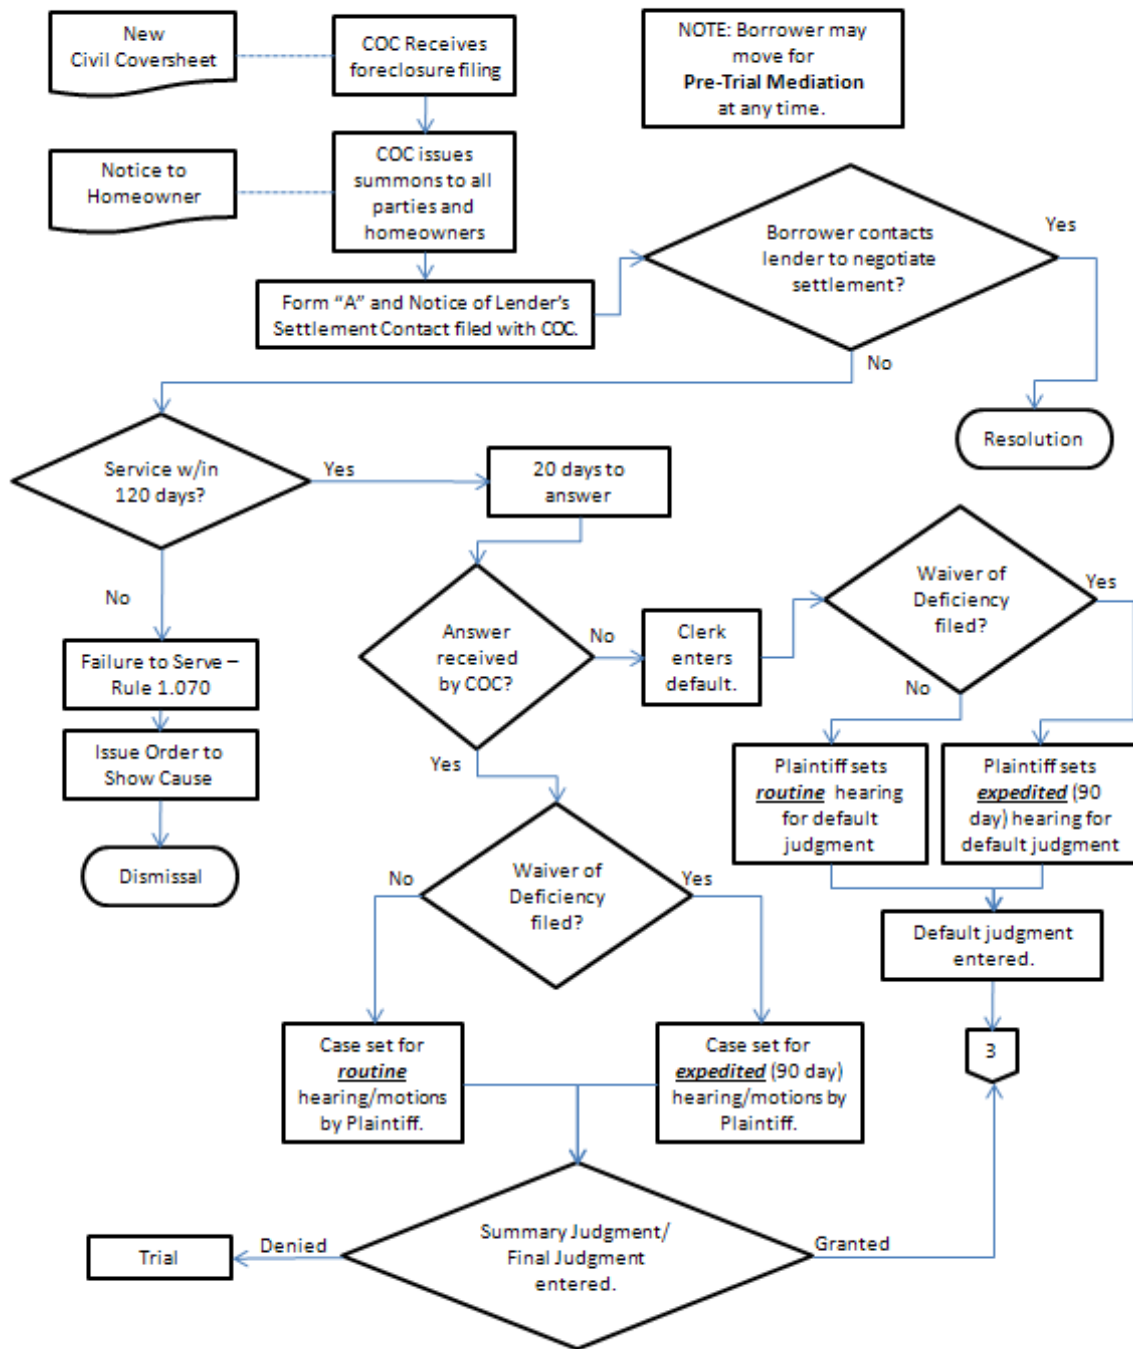 New
Civil Coversheet
COC Receives
foreclosure filing
NOTE: Borrower may
move for
Pre-Trial Mediation
at any time.
Notice to
Homeowner
COC issues
summons to all
parties and
homeowners
Borrower contacts
lender to negotiate
settlement?
Yes
Form “A” and Notice of Lender’s
Settlement Contact filed with COC.
No
Resolution
Service w/in
120 days?
Yes
20 days to
answer
No
Waiver of
Deficiency
filed?
Yes
No
Answer
received
by COC?
No
Clerk
enters
default.
Failure to Serve –
Rule 1.070
Issue Order to
Show Cause
Dismissal
Yes
Plaintiff sets
routine hearing
for default
judgment
Plaintiff sets
expedited (90
day) hearing for
default judgment
No
Waiver of
Deficiency
filed?
Yes
Default judgment
entered.
3
Case set for
routine
hearing/motions
by Plaintiff.
Case set for
expedited (90 day)
hearing/motions by
Plaintiff.
Trial
Denied
Summary Judgment/
Final Judgment
entered.
Granted